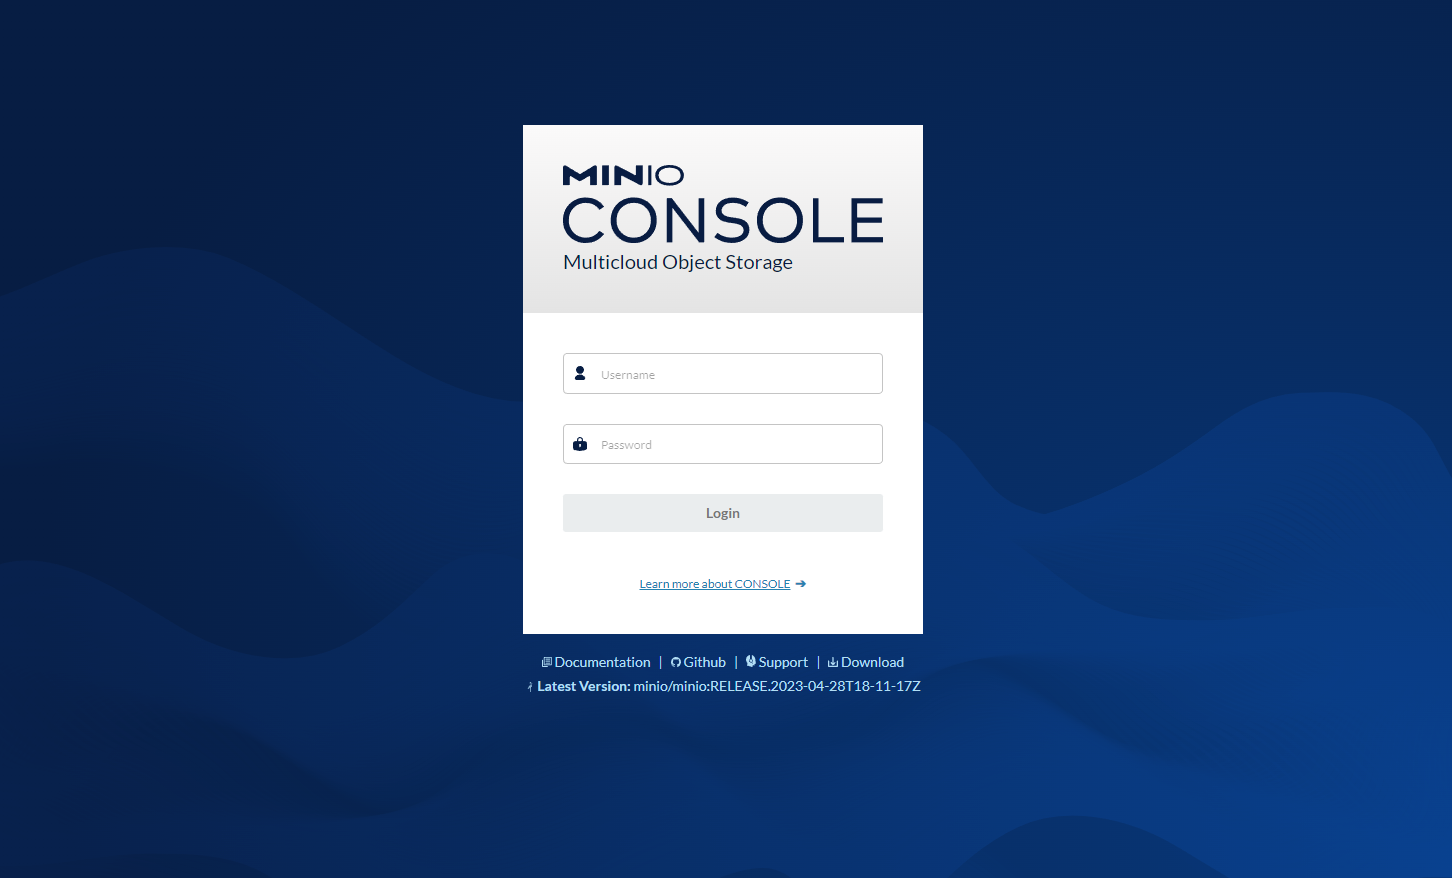 MINIO
CONSOLE
Multicloud Object Storage
Username
Password
Login
Learn more about CONSOLE ➔
Documentation | Github | Support | Download
Latest Version: minio/minio:RELEASE.2023-04-28T18-11-17Z